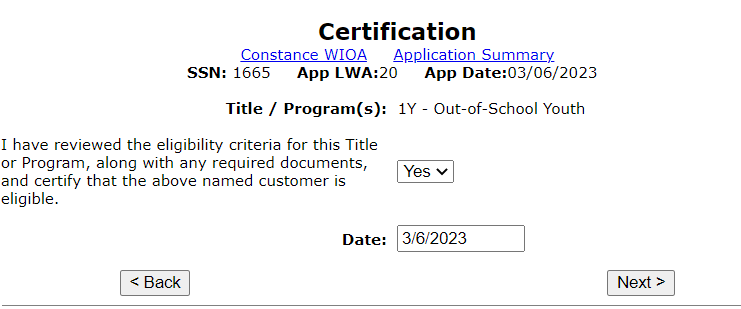 Certification
Constance WIOA Application Summary
SSN: 1665 App LWA:20 App Date:03/06/2023
Title / Program(s): 1Y - Out-of-School Youth
I have reviewed the eligibility criteria for this Title
or Program, along with any required documents,
and certify that the above named customer is
eligible.
Yes
Date: 3/6/2023
< Back Next >